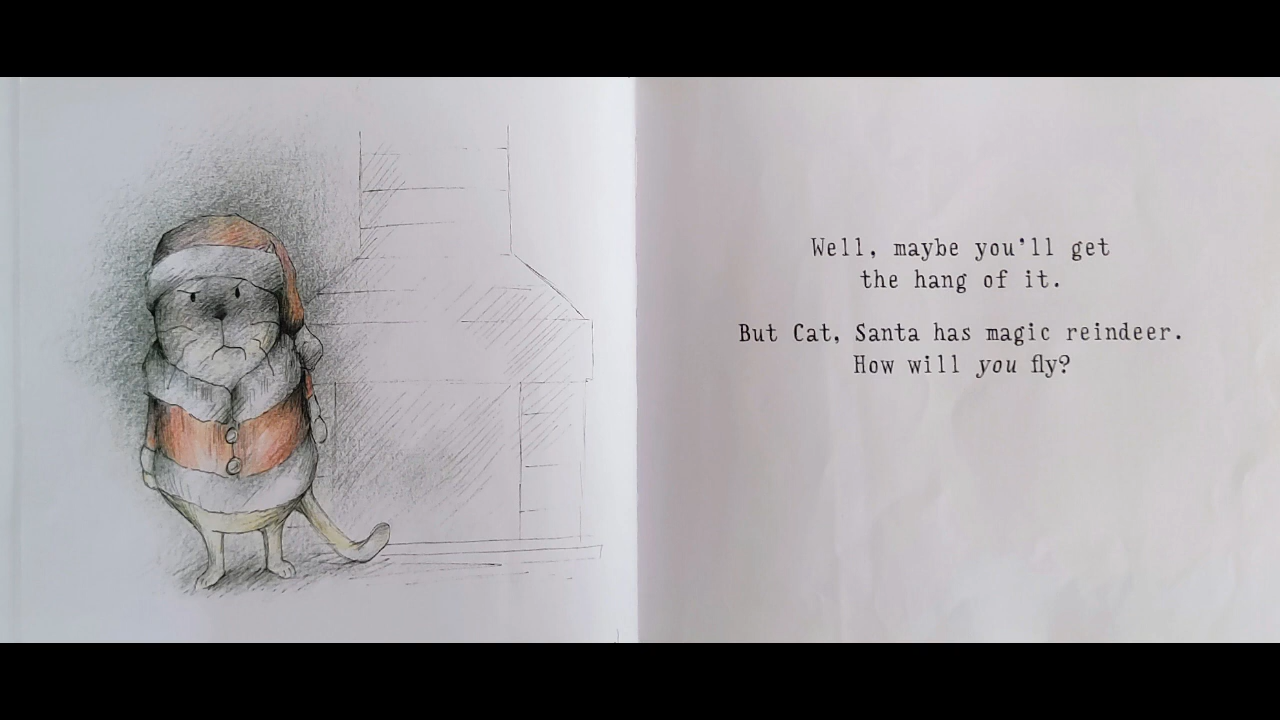 Well, maybe you'll get
the hang of it.
But Cat, Santa has magic reindeer.
How will you fly?